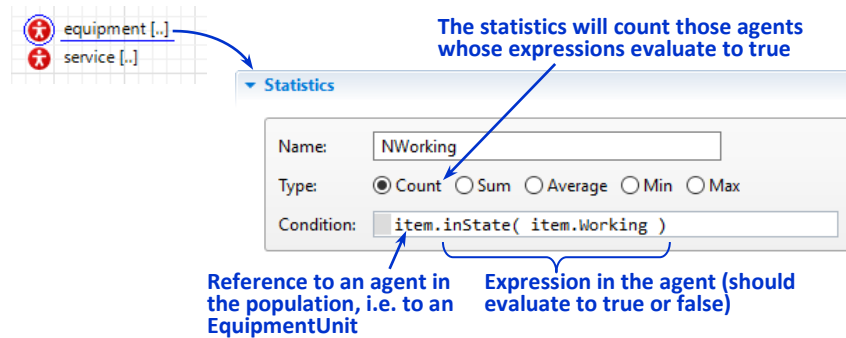 equipment [..]
service [..]
The statistics will count those agents
whose expressions evaluate to true
Statistics
Name: NWorking
Type: Count Sum Average Min Max
Condition: item.inState( item.Working )
Reference to an agent in
the population, i.e. to an
EquipmentUnit
Expression in the agent (should
evaluate to true or false)